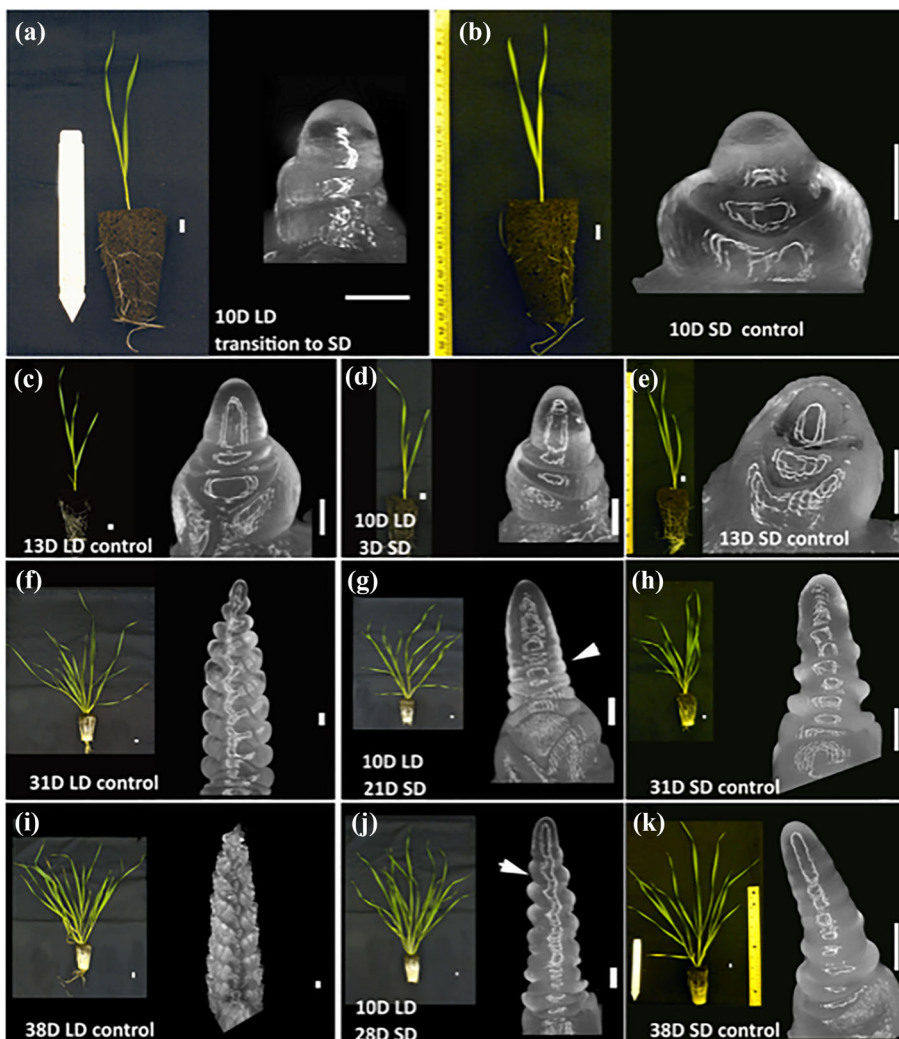 (a)
10D LD
transition to SD
(b)
10D SD control
(c)
13D LD control
(d)
10D LD
3D SD
(e)
13D SD control
(f)
31D LD control
(g)
10D LD
21D SD
(h)
31D SD control
(i)
38D LD control
(j)
10D LD
28D SD
(k)
38D SD control